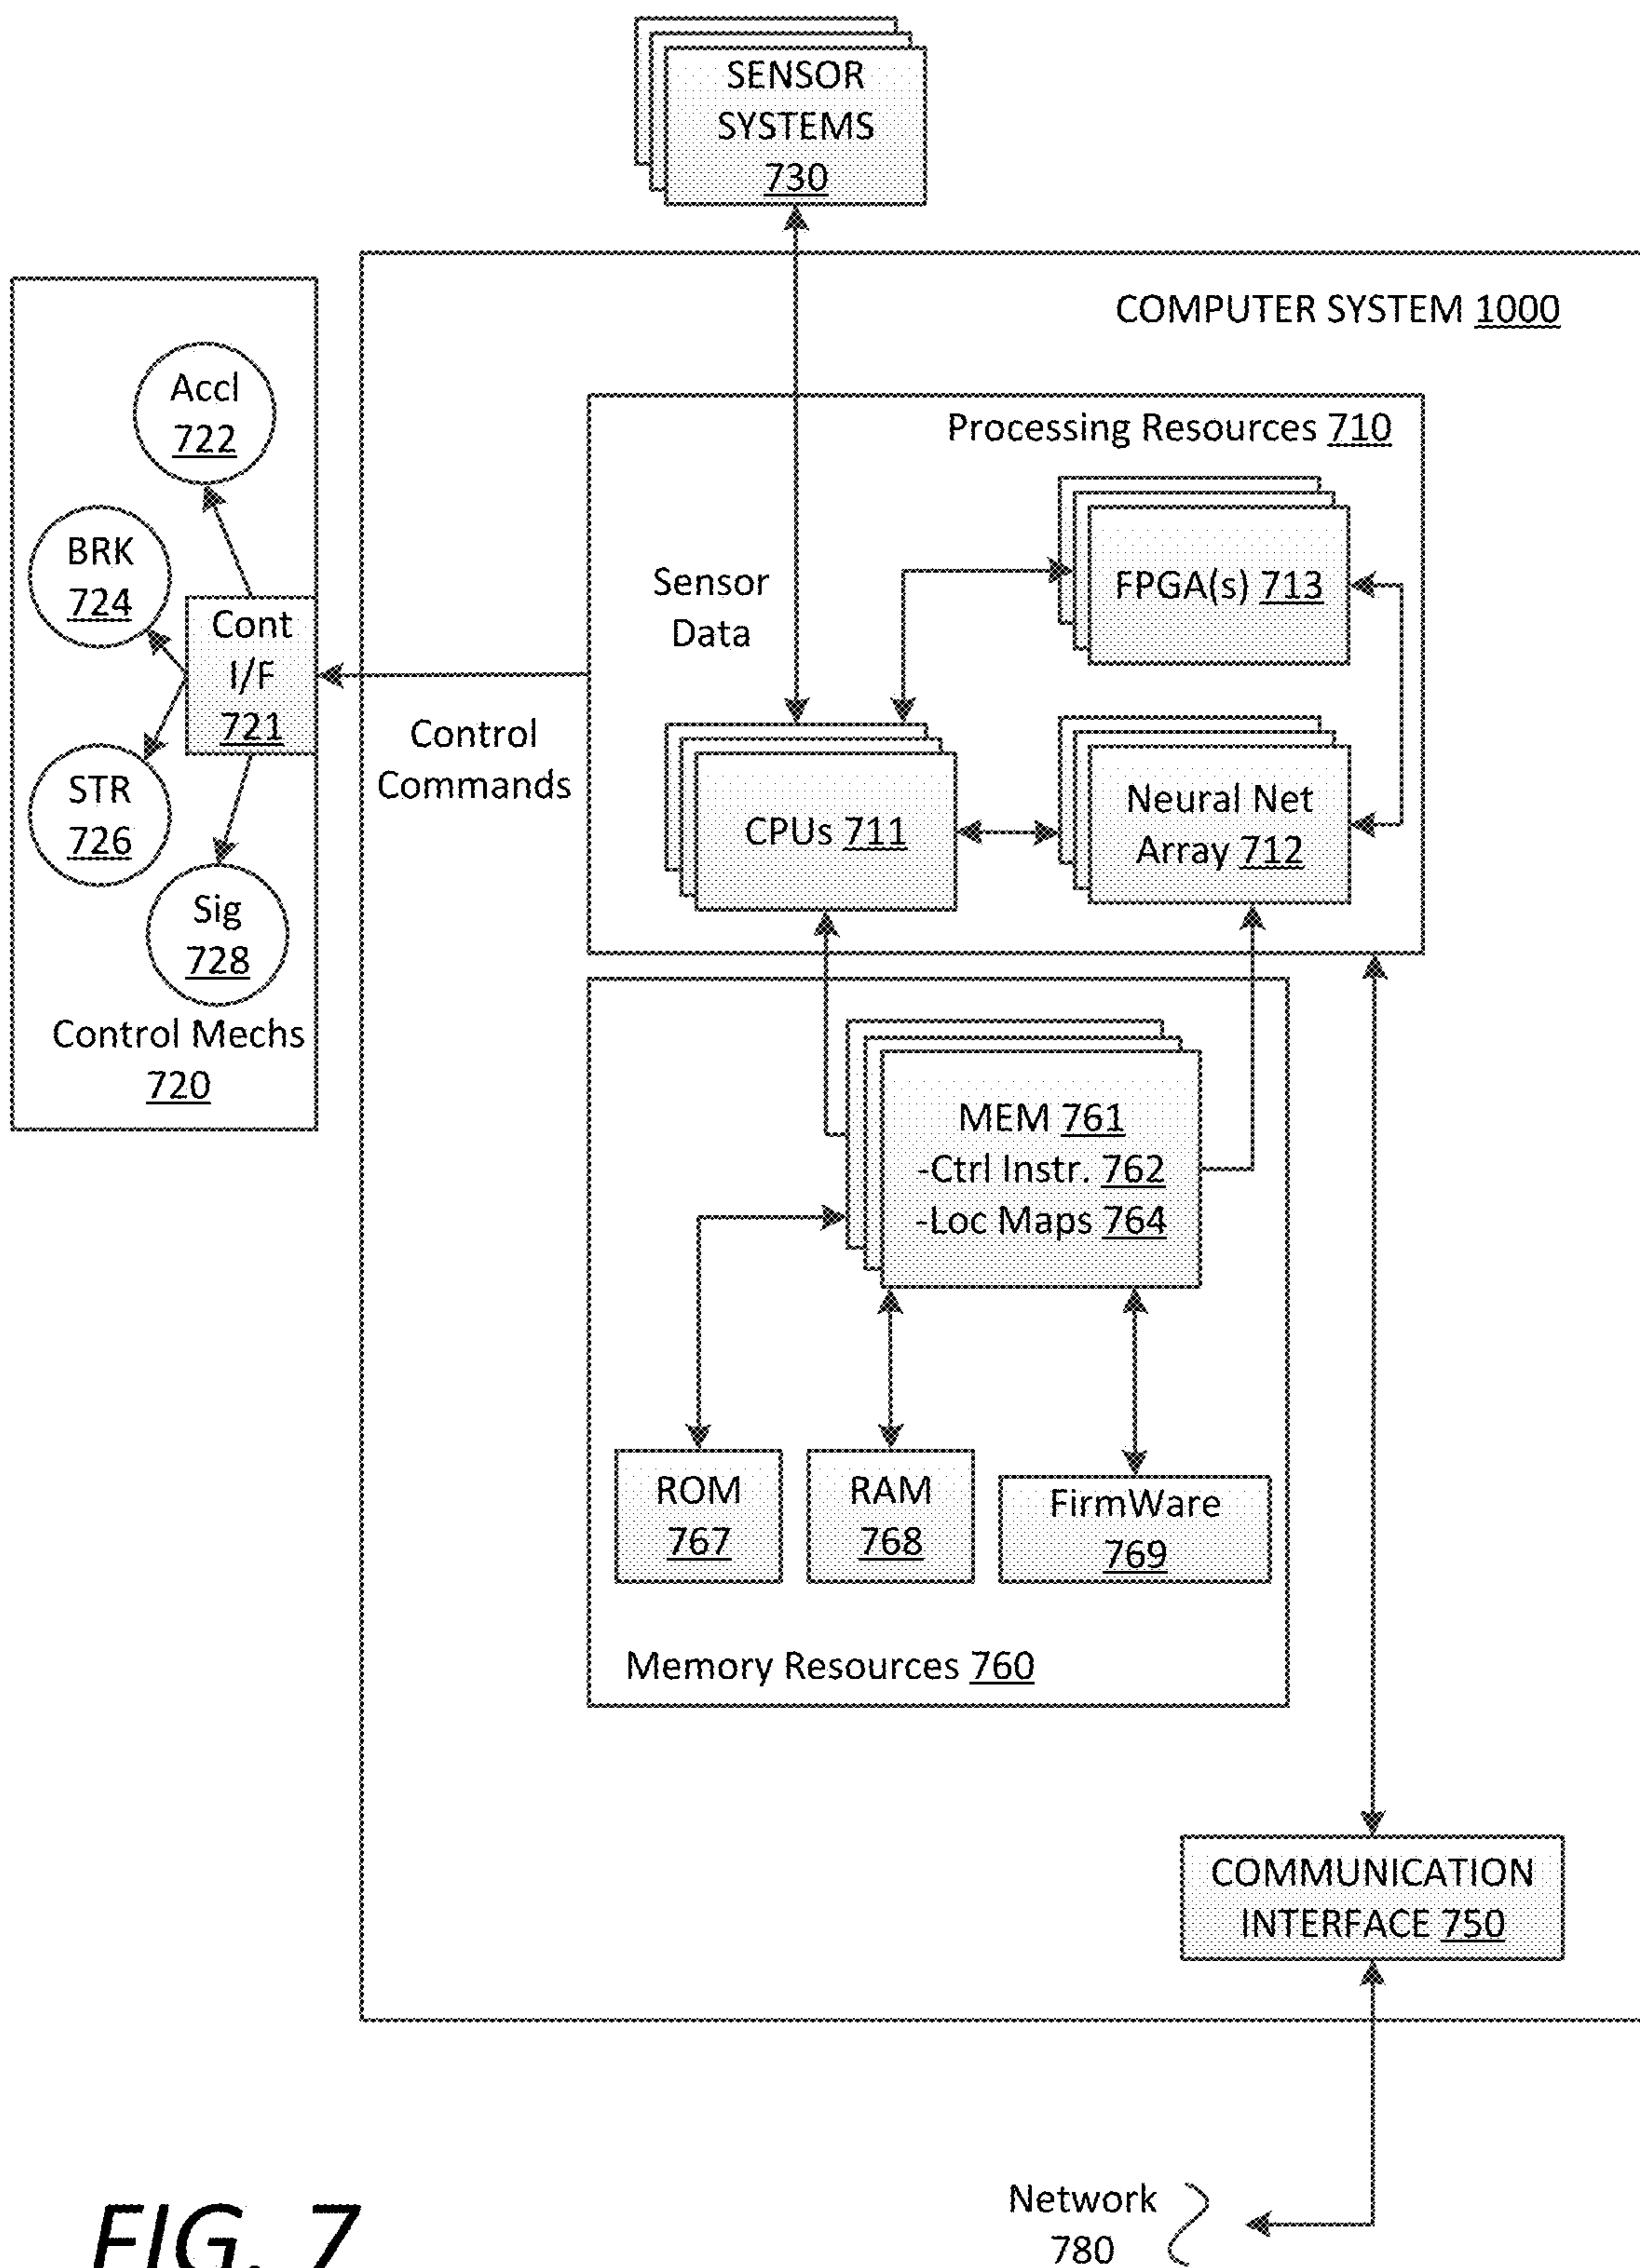 SENSOR
SYSTEMS
730
COMPUTER SYSTEM 1000
Processing Resources 710
Accl
722
BRK
724
Cont
I/F
721
STR
726
Sig
728
Control Mechs
720
Control
Commands
Sensor
Data
FPGA(s) 713
CPUs 711
Neural Net
Array 712
MEM 761
-Ctrl Instr. 762
-Loc Maps 764
ROM
767
RAM
768
FirmWare
769
Memory Resources 760
COMMUNICATION
INTERFACE 750
Network
780
FIG. 7